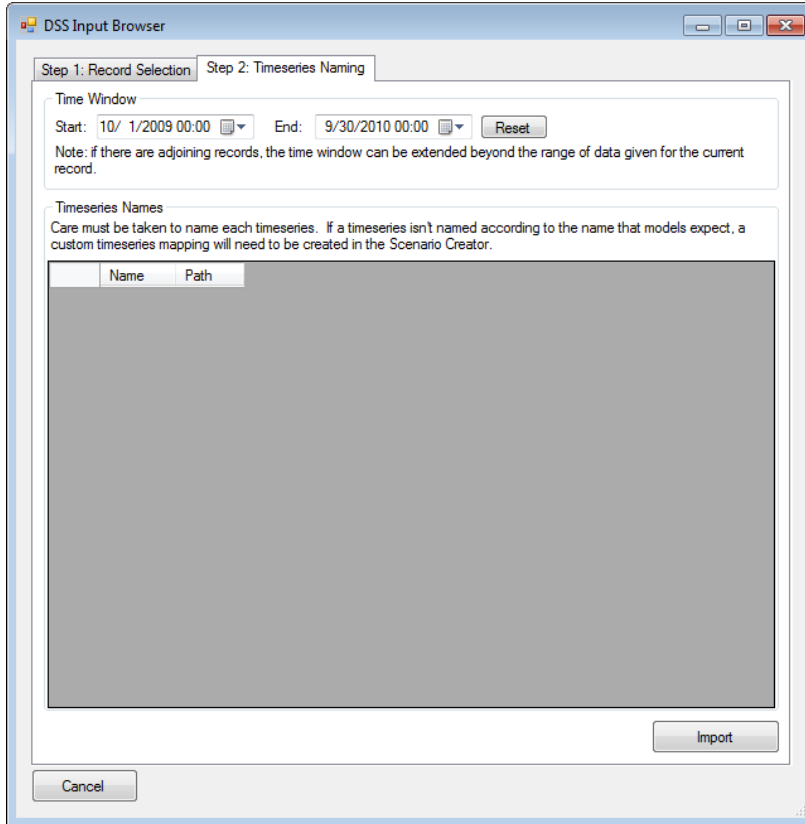 DSS Input Browser
Step 1: Record Selection Step 2: Timeseries Naming
Time Window
Start: 10/ 1/2009 00:00 End: 9/30/2010 00:00 Reset
Note: if there are adjoining records, the time window can be extended beyond the range of data given for the current
record.
Timeseries Names
Care must be taken to name each timeseries. If a timeseries isn't named according to the name that models expect, a
custom timeseries mapping will need to be created in the Scenario Creator.
Name Path
Import
Cancel